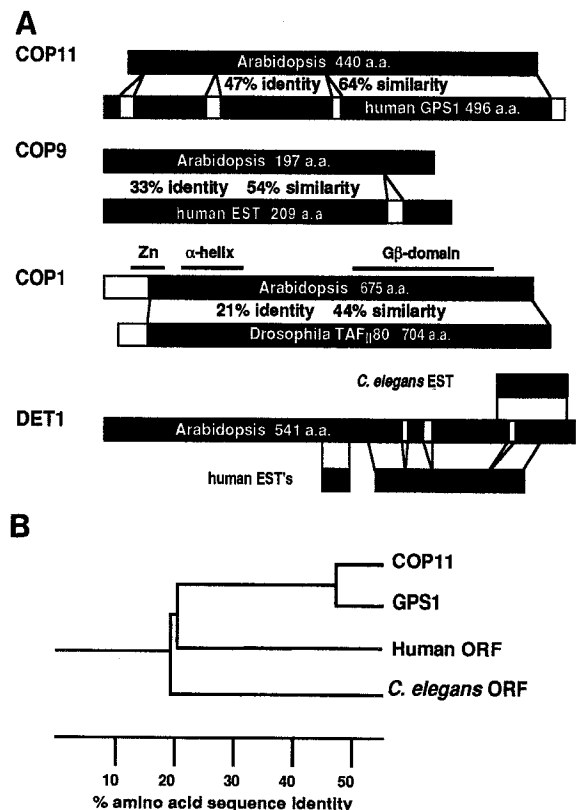 A
COP11
Arabidopsis 440 a.a.
47% identity 64% similarity
human GPS1 496 a.a.
COP9
Arabidopsis 197 a.a.
33% identity 54% similarity
human EST 209 a.a
Zn α-helix Gβ-domain
COP1
Arabidopsis 675 a.a.
21% identity 44% similarity
Drosophila TAFII80 704 a.a.
C. elegans EST
DET1
Arabidopsis 541 a.a.
human EST's
B
COP11
GPS1
Human ORF
C. elegans ORF
10 20 30 40 50
% amino acid sequence identity